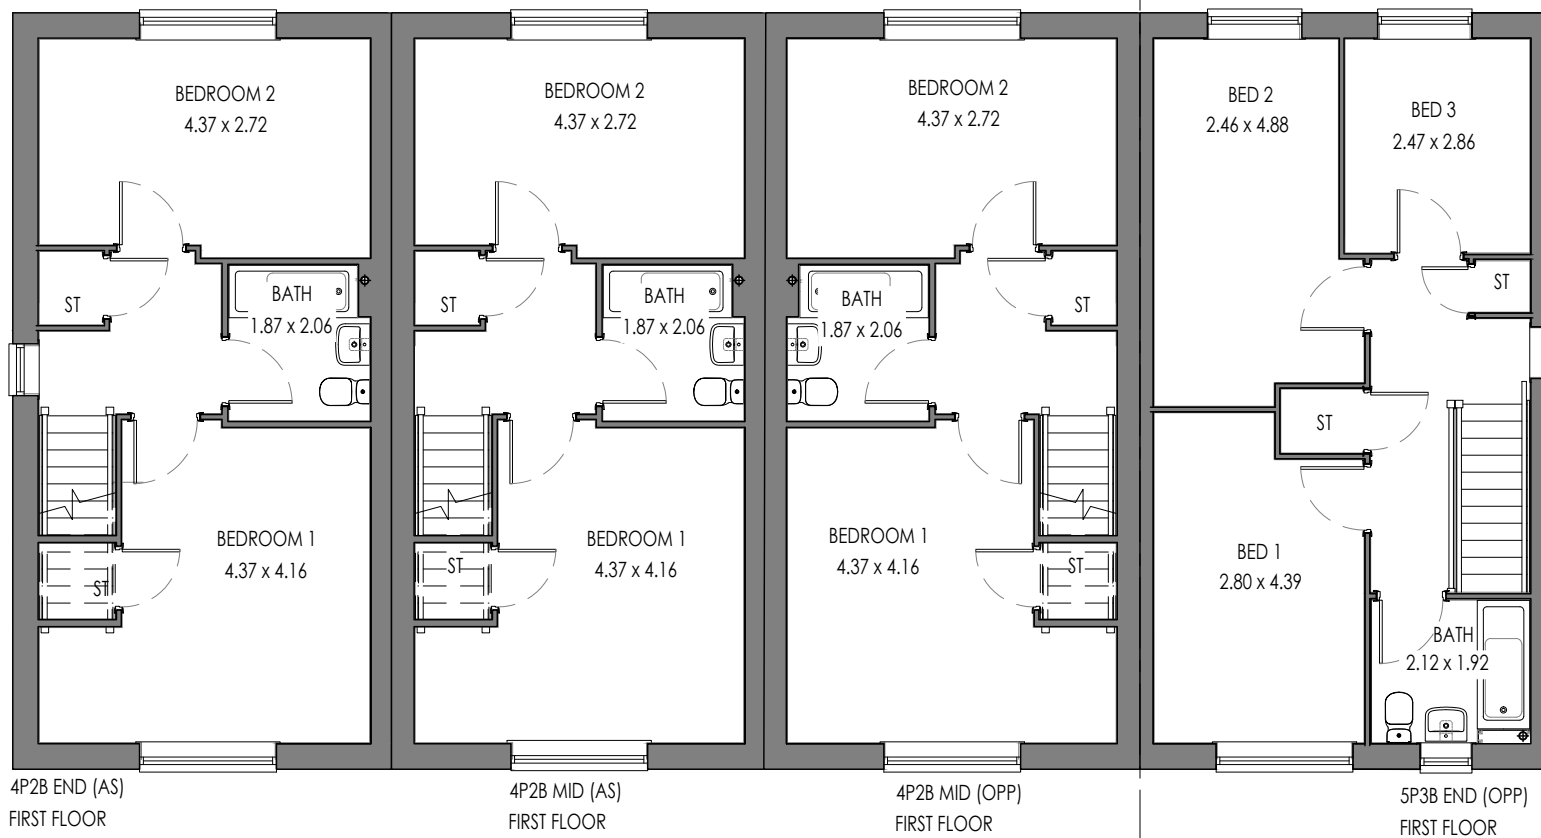 BEDROOM 2
4.37 x 2.72
ST
BATH
1.87 x 2.06
BEDROOM 1
4.37 x 4.16
ST
4P2B END (AS)
FIRST FLOOR
BEDROOM 2
4.37 x 2.72
ST
BATH
1.87 x 2.06
BEDROOM 1
4.37 x 4.16
ST
4P2B MID (AS)
FIRST FLOOR
BEDROOM 2
4.37 x 2.72
BATH
1.87 x 2.06
ST
BEDROOM 1
4.37 x 4.16
ST
4P2B MID (OPP)
FIRST FLOOR
BED 2
2.46 x 4.88
BED 3
2.47 x 2.86
ST
ST
BED 1
2.80 x 4.39
BATH
2.12 x 1.92
5P3B END (OPP)
FIRST FLOOR